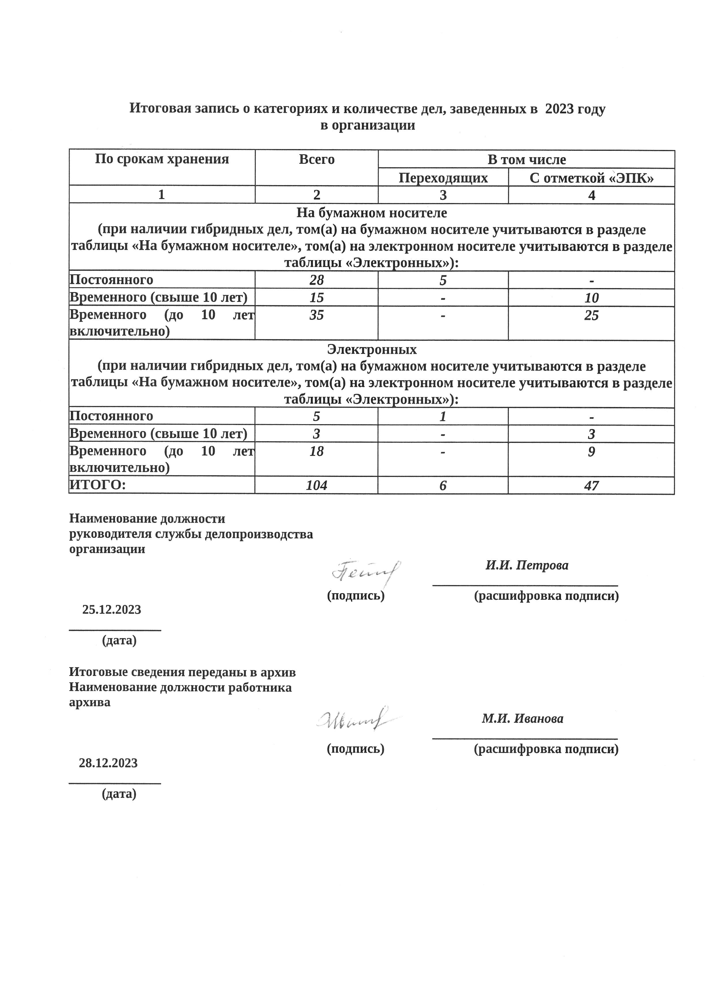 Итоговая запись о категориях и количестве дел, заведенных в 2023 году
в организации
По срокам хранения Всего В том числе
Переходящих С отметкой «ЭПК»
1 2 3 4
На бумажном носителе
(при наличии гибридных дел, том(а) на бумажном носителе учитываются в разделе
таблицы «На бумажном носителе», том(а) на электронном носителе учитываются в разделе
таблицы «Электронных»):
Постоянного 28 5 -
Временного (свыше 10 лет) 15 - 10
Временного (до 10 лет 35 - 25
включительно)
Электронных
(при наличии гибридных дел, том(а) на бумажном носителе учитываются в разделе
таблицы «На бумажном носителе», том(а) на электронном носителе учитываются в разделе
таблицы «Электронных»):
Постоянного 5 1 -
Временного (свыше 10 лет) 3 - 3
Временного (до 10 лет 18 - 9
включительно)
ИТОГО: 104 6 47
Наименование должности
руководителя службы делопроизводства
организации
И.И. Петрова
(подпись) (расшифровка подписи)
25.12.2023
(дата)
Итоговые сведения переданы в архив
Наименование должности работника
архива
М.И. Иванова
(подпись) (расшифровка подписи)
28.12.2023
(дата)